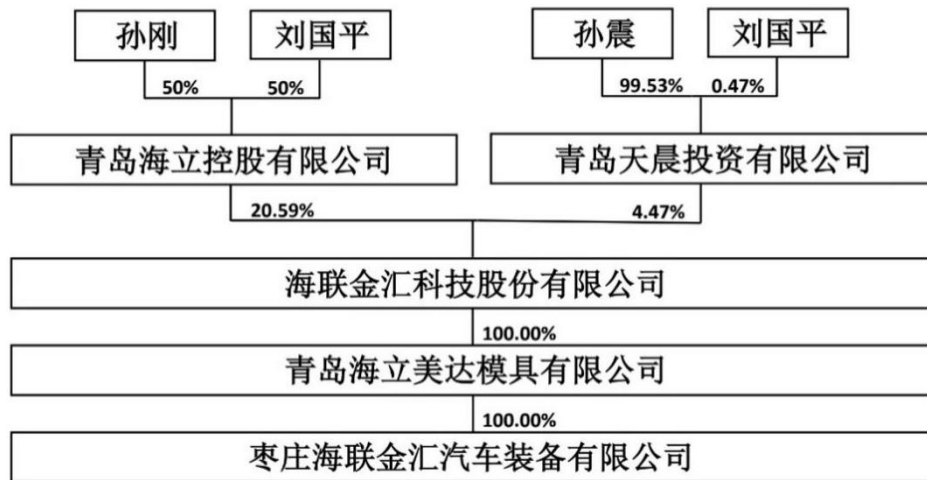 孙刚 刘国平 孙震 刘国平
50% 50% 99.53% 0.47%
青岛海立控股有限公司 青岛天晨投资有限公司
20.59% 4.47%
海联金汇科技股份有限公司
100.00%
青岛海立美达模具有限公司
100.00%
枣庄海联金汇汽车装备有限公司